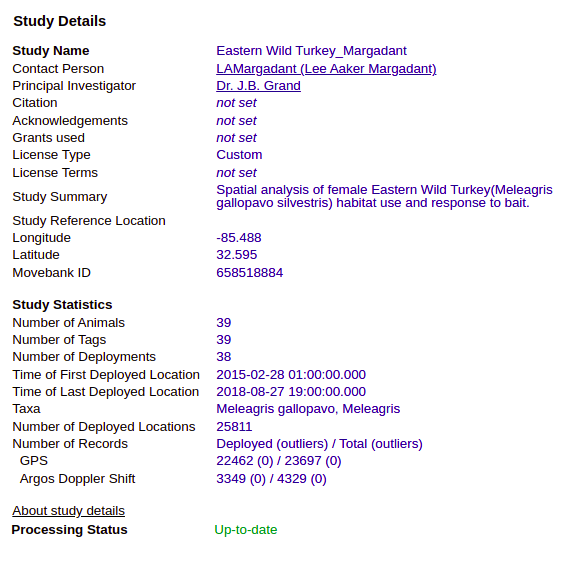 Study Details
Study Name Eastern Wild Turkey_Margadant
Contact Person LAMargadant (Lee Aaker Margadant)
Principal Investigator Dr. J.B. Grand
Citation not set
Acknowledgements not set
Grants used not set
License Type Custom
License Terms not set
Study Summary Spatial analysis of female Eastern Wild Turkey(Meleagris
gallopavo silvestris) habitat use and response to bait.
Study Reference Location
Longitude -85.488
Latitude 32.595
Movebank ID 658518884
Study Statistics
Number of Animals 39
Number of Tags 39
Number of Deployments 38
Time of First Deployed Location 2015-02-28 01:00:00.000
Time of Last Deployed Location 2018-08-27 19:00:00.000
Taxa Meleagris gallopavo, Meleagris
Number of Deployed Locations 25811
Number of Records Deployed (outliers) / Total (outliers)
GPS 22462 (0) / 23697 (0)
Argos Doppler Shift 3349 (0) / 4329 (0)
About study details
Processing Status Up-to-date